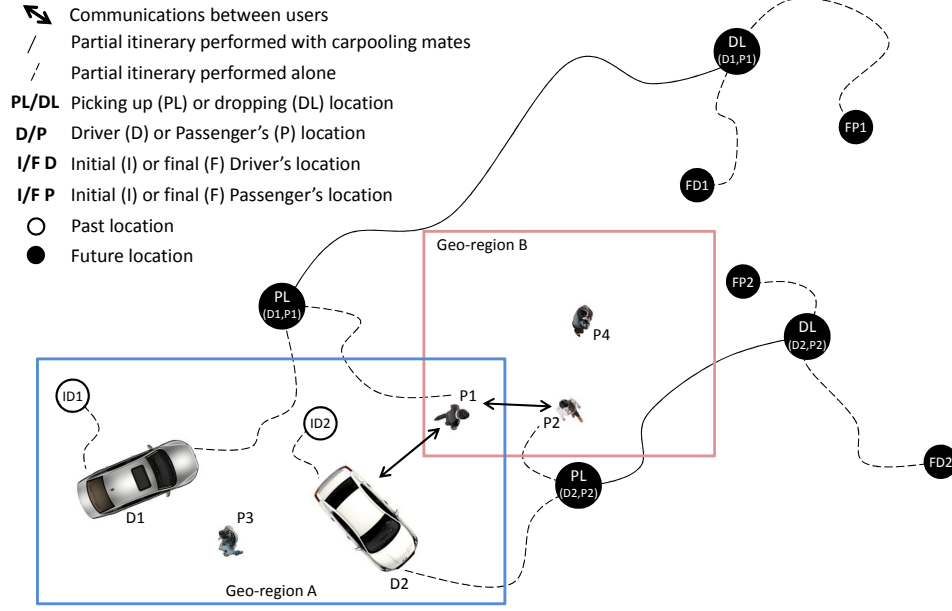 Communications between users
Partial itinerary performed with carpooling mates
Partial itinerary performed alone
PL/DL Picking up (PL) or dropping (DL) location
D/P Driver (D) or Passenger's (P) location
I/F D Initial (I) or final (F) Driver's location
I/F P Initial (I) or final (F) Passenger's location
Past location
Future location
DL
(D1,P1)
FP1
FD1
Geo-region B
PL
(D1,P1)
FP2
P4
DL
(D2,P2)
ID1
P1
ID2
P2
FD2
PL
(D2,P2)
D1
P3
D2
Geo-region A